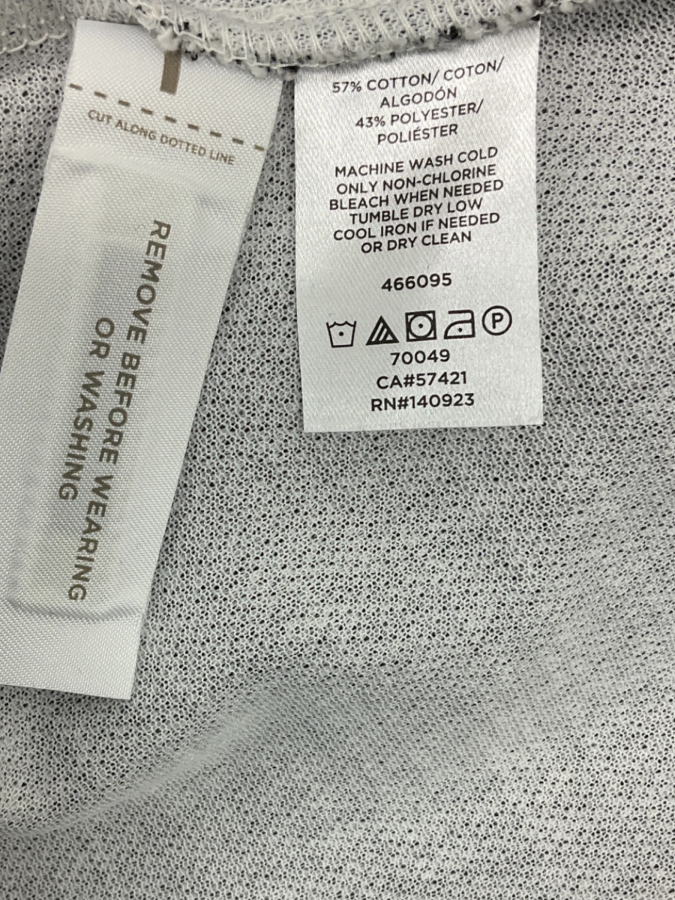 CUT ALONG DOTTED LINE
REMOVE BEFORE WEARING
OR WASHING
57% COTTON/ COTON/
ALGODÓN
43% POLYESTER/
POLIÉSTER
MACHINE WASH COLD
ONLY NON-CHLORINE
BLEACH WHEN NEEDED
TUMBLE DRY LOW
COOL IRON IF NEEDED
OR DRY CLEAN
466095
P
70049
CA#57421
RN#140923